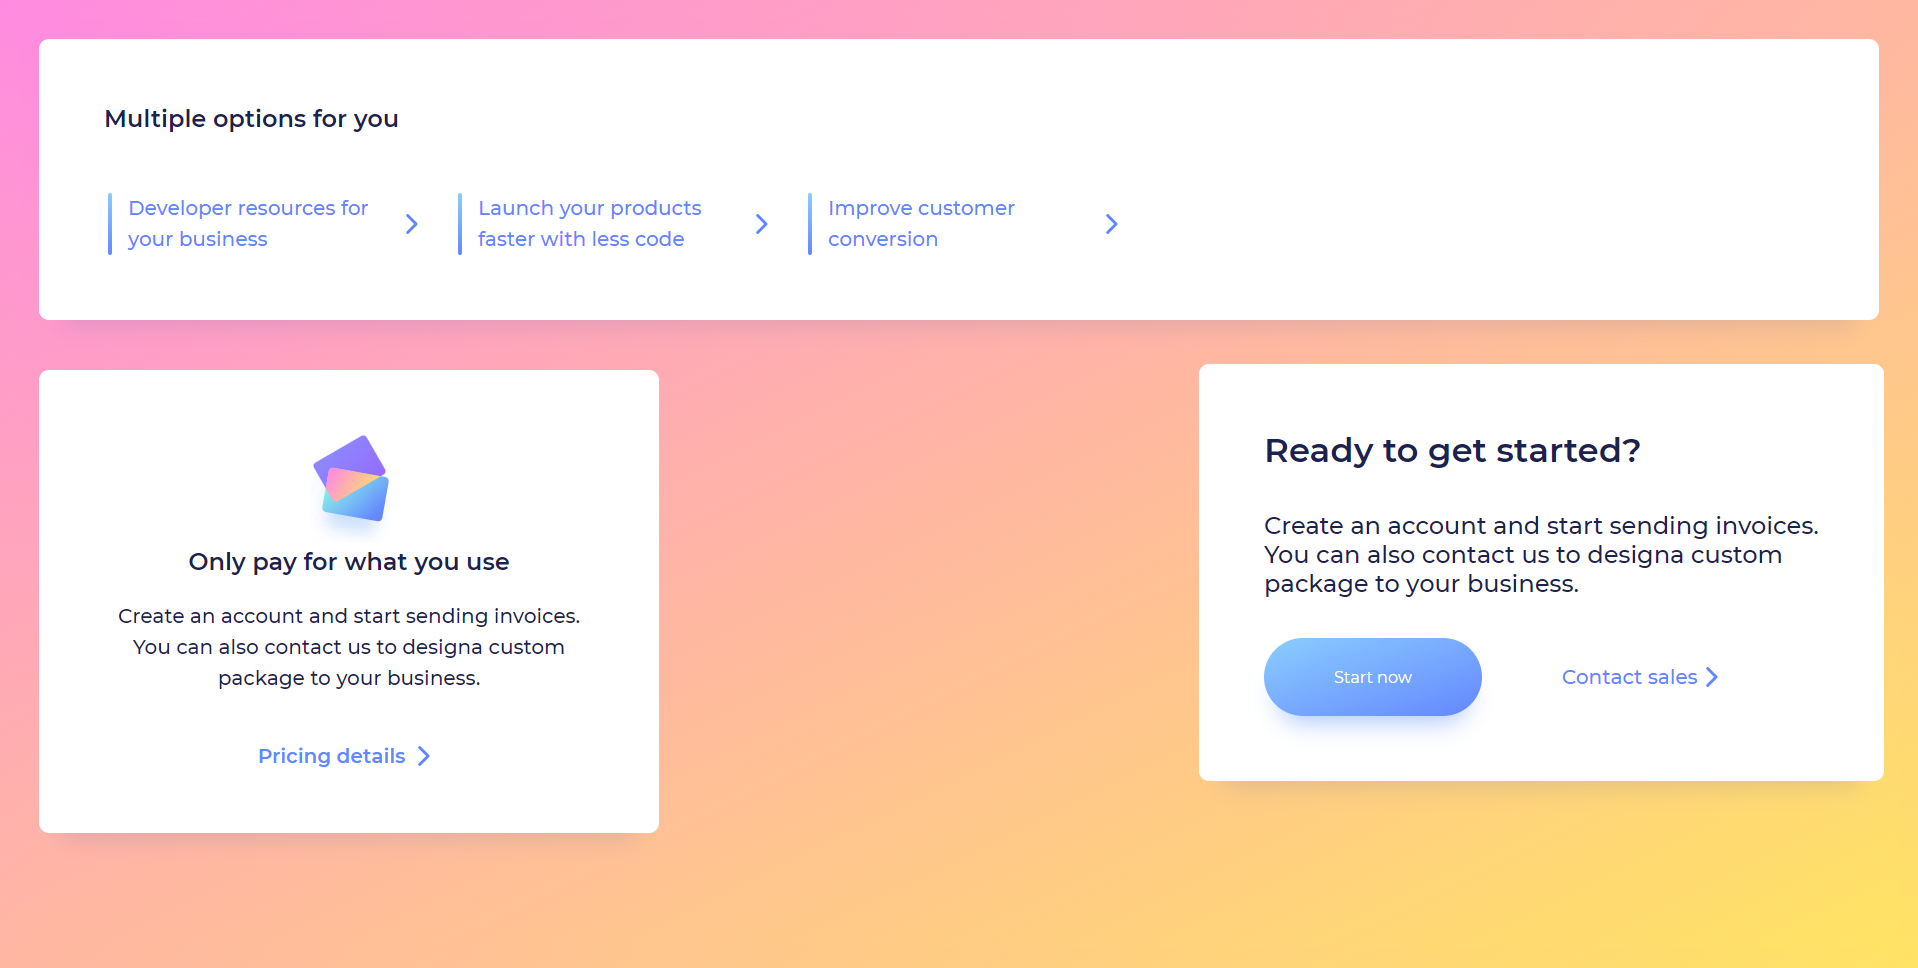 Multiple options for you
Developer resources for
your business
Launch your products
faster with less code
Improve customer
conversion
Only pay for what you use
Create an account and start sending invoices.
You can also contact us to designa custom
package to your business.
Pricing details
Ready to get started?
Create an account and start sending invoices.
You can also contact us to designa custom
package to your business.
Start now
Contact sales